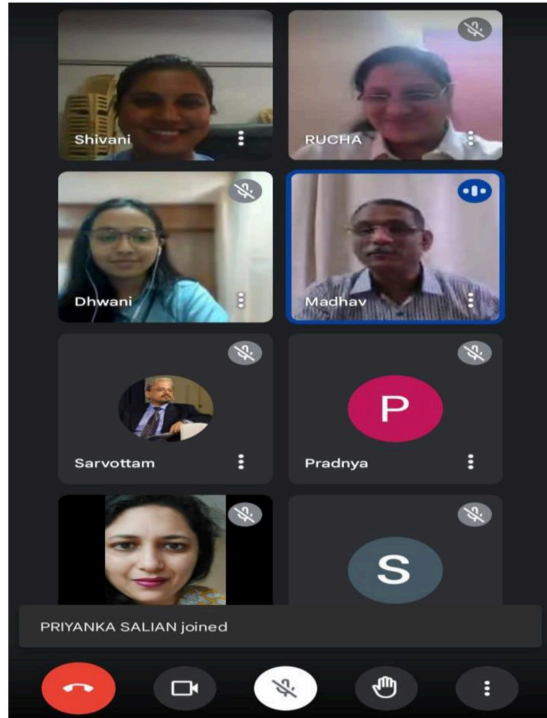 Shivani
RUCHA
Dhwani
Madhav
Sarvottam
P
Pradnya
S
PRIYANKA SALIAN joined